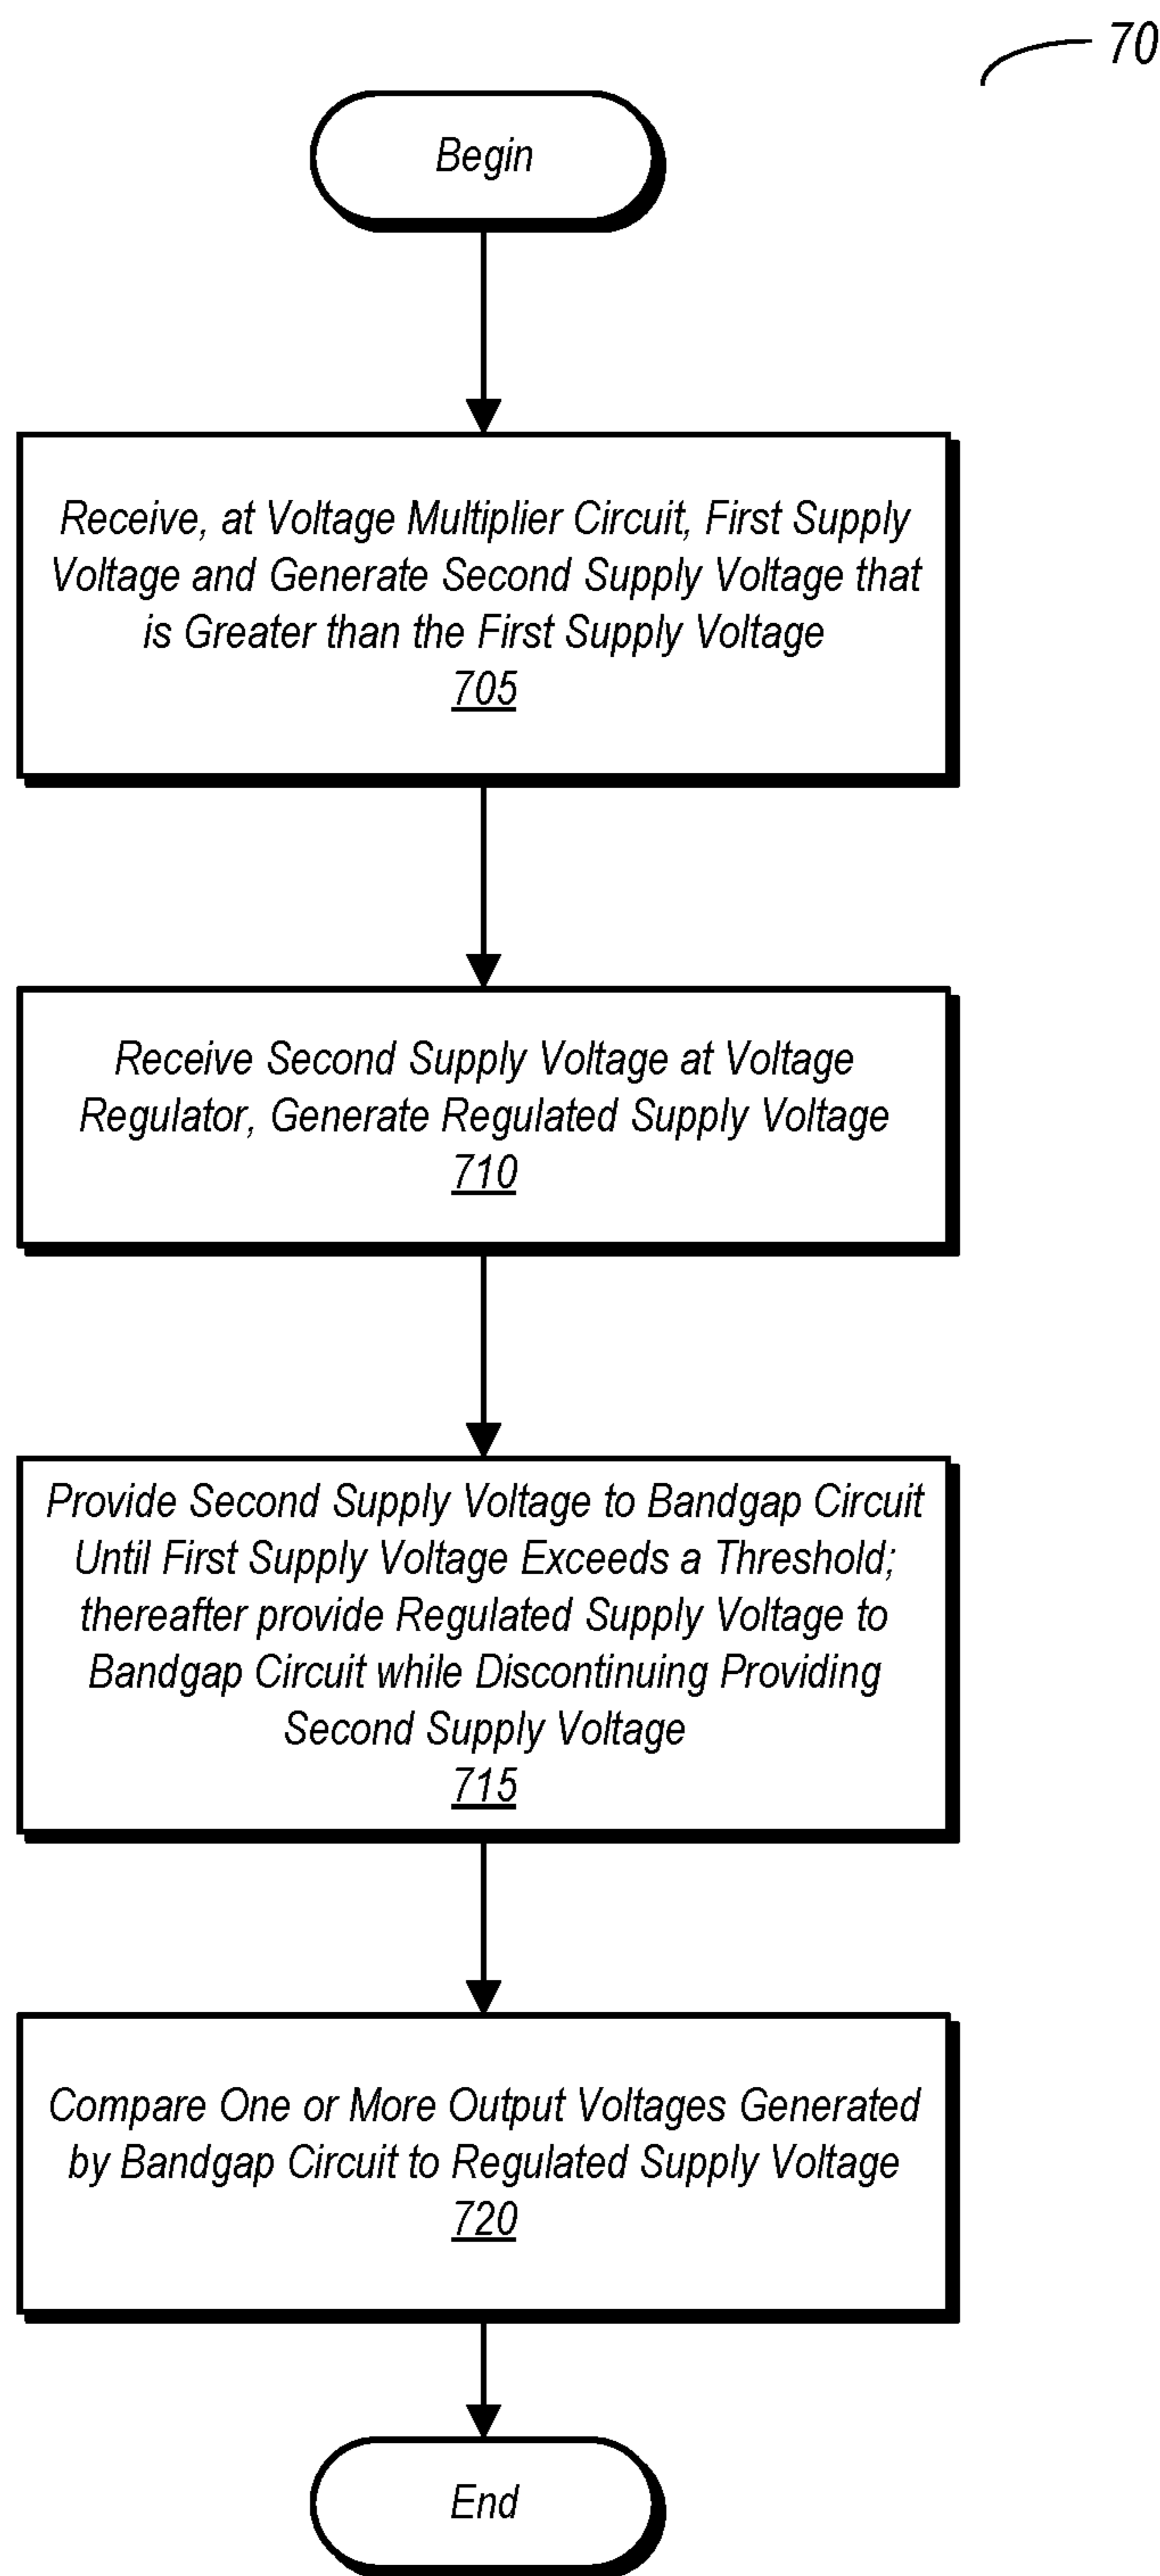 70
Begin
Receive, at Voltage Multiplier Circuit, First Supply
Voltage and Generate Second Supply Voltage that
is Greater than the First Supply Voltage
705
Receive Second Supply Voltage at Voltage
Regulator, Generate Regulated Supply Voltage
710
Provide Second Supply Voltage to Bandgap Circuit
Until First Supply Voltage Exceeds a Threshold;
thereafter provide Regulated Supply Voltage to
Bandgap Circuit while Discontinuing Providing
Second Supply Voltage
715
Compare One or More Output Voltages Generated
by Bandgap Circuit to Regulated Supply Voltage
720
End